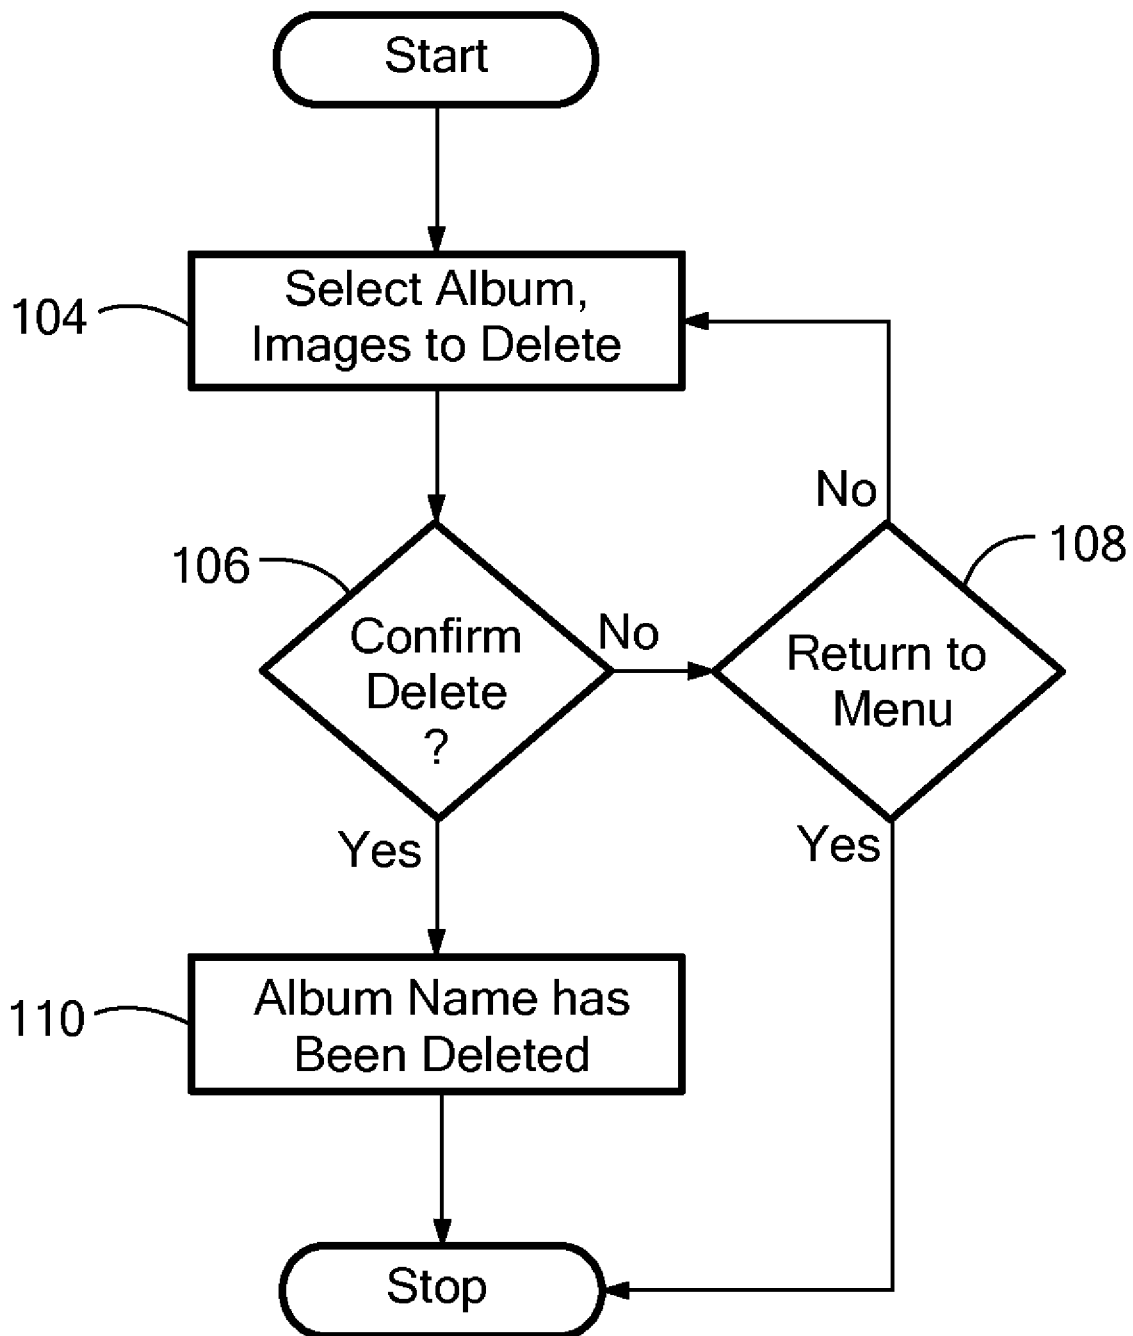 Start
104
Select Album,
Images to Delete
No
106
108
Confirm
Delete
?
No
Return to
Menu
Yes
Yes
110
Album Name has
Been Deleted
Stop